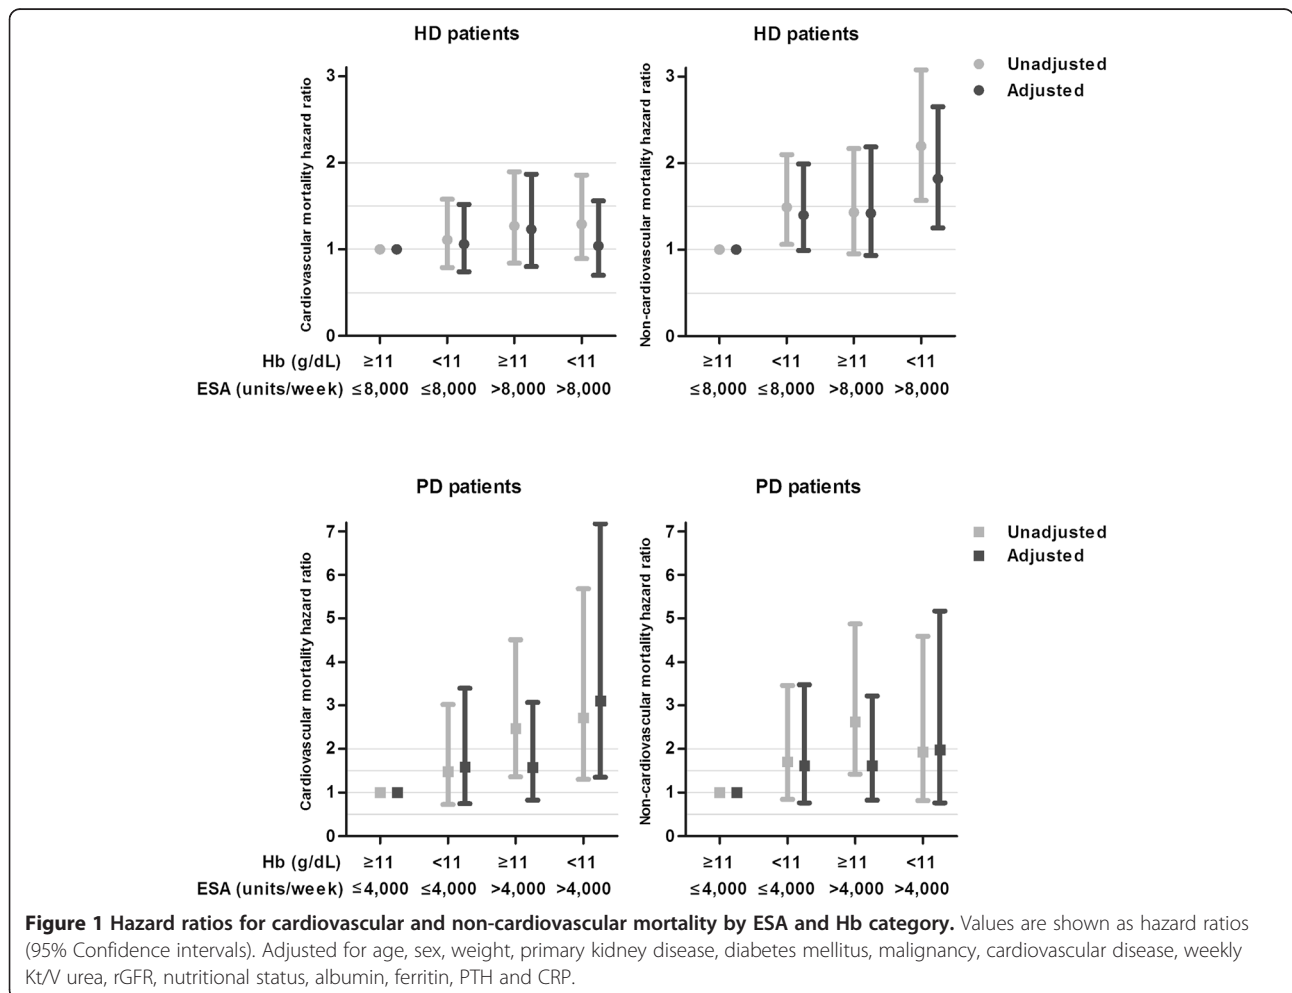 HD patients
Cardiovascular mortality hazard ratio
3
2
1
0
Hb (g/dL) ≥11 <11 ≥11 <11
ESA (units/week) ≤8,000 ≤8,000 >8,000 >8,000
HD patients
Non-cardiovascular mortality hazard ratio
3
2
1
0
≥11 <11 ≥11 <11
≤8,000 ≤8,000 >8,000 >8,000
Unadjusted
Adjusted
PD patients
Cardiovascular mortality hazard ratio
7
6
5
4
3
2
1
0
Hb (g/dL) ≥11 <11 ≥11 <11
ESA (units/week) ≤4,000 ≤4,000 >4,000 >4,000
PD patients
Non-cardiovascular mortality hazard ratio
7
6
5
4
3
2
1
0
≥11 <11 ≥11 <11
≤4,000 ≤4,000 >4,000 >4,000
Unadjusted
Adjusted
Figure 1 Hazard ratios for cardiovascular and non-cardiovascular mortality by ESA and Hb category. Values are shown as hazard ratios
(95% Confidence intervals). Adjusted for age, sex, weight, primary kidney disease, diabetes mellitus, malignancy, cardiovascular disease, weekly
Kt/V urea, rGFR, nutritional status, albumin, ferritin, PTH and CRP.